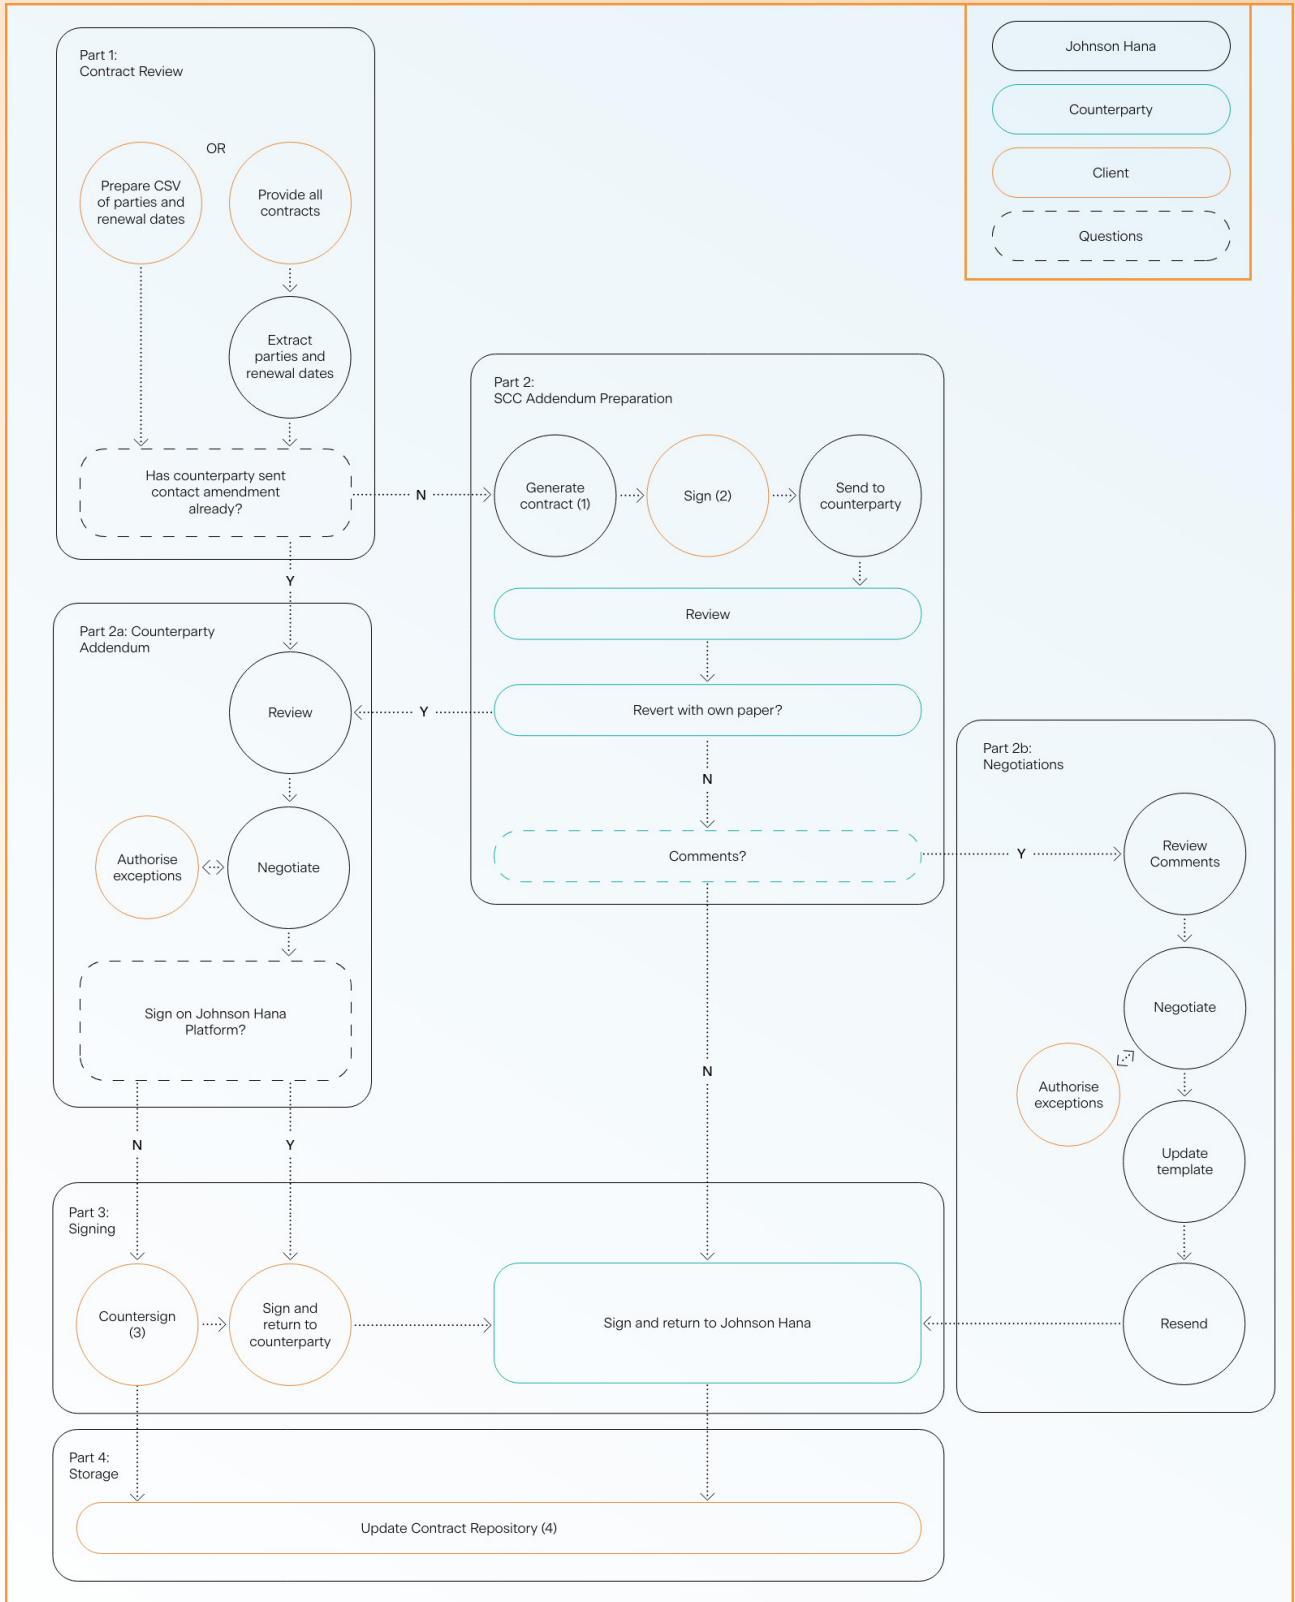 Johnson Hana
Counterparty
Client
Questions
Part 1:
Contract Review
OR
Prepare CSV
of parties and
renewal dates
Provide all
contracts
Extract
parties and
renewal dates
Has counterparty sent
contact amendment
already?
N
Y
Part 2:
SCC Addendum Preparation
Generate
contract (1)
Sign (2)
Send to
counterparty
Review
Revert with own paper?
Y
N
Comments?
Y
N
Part 2a: Counterparty
Addendum
Review
Authorise
exceptions
Negotiate
Sign on Johnson Hana
Platform?
N
Y
Part 2b:
Negotiations
Review
Comments
Negotiate
Authorise
exceptions
Update
template
Resend
Part 3:
Signing
Countersign
(3)
Sign and
return to
counterparty
Sign and return to Johnson Hana
Part 4:
Storage
Update Contract Repository (4)